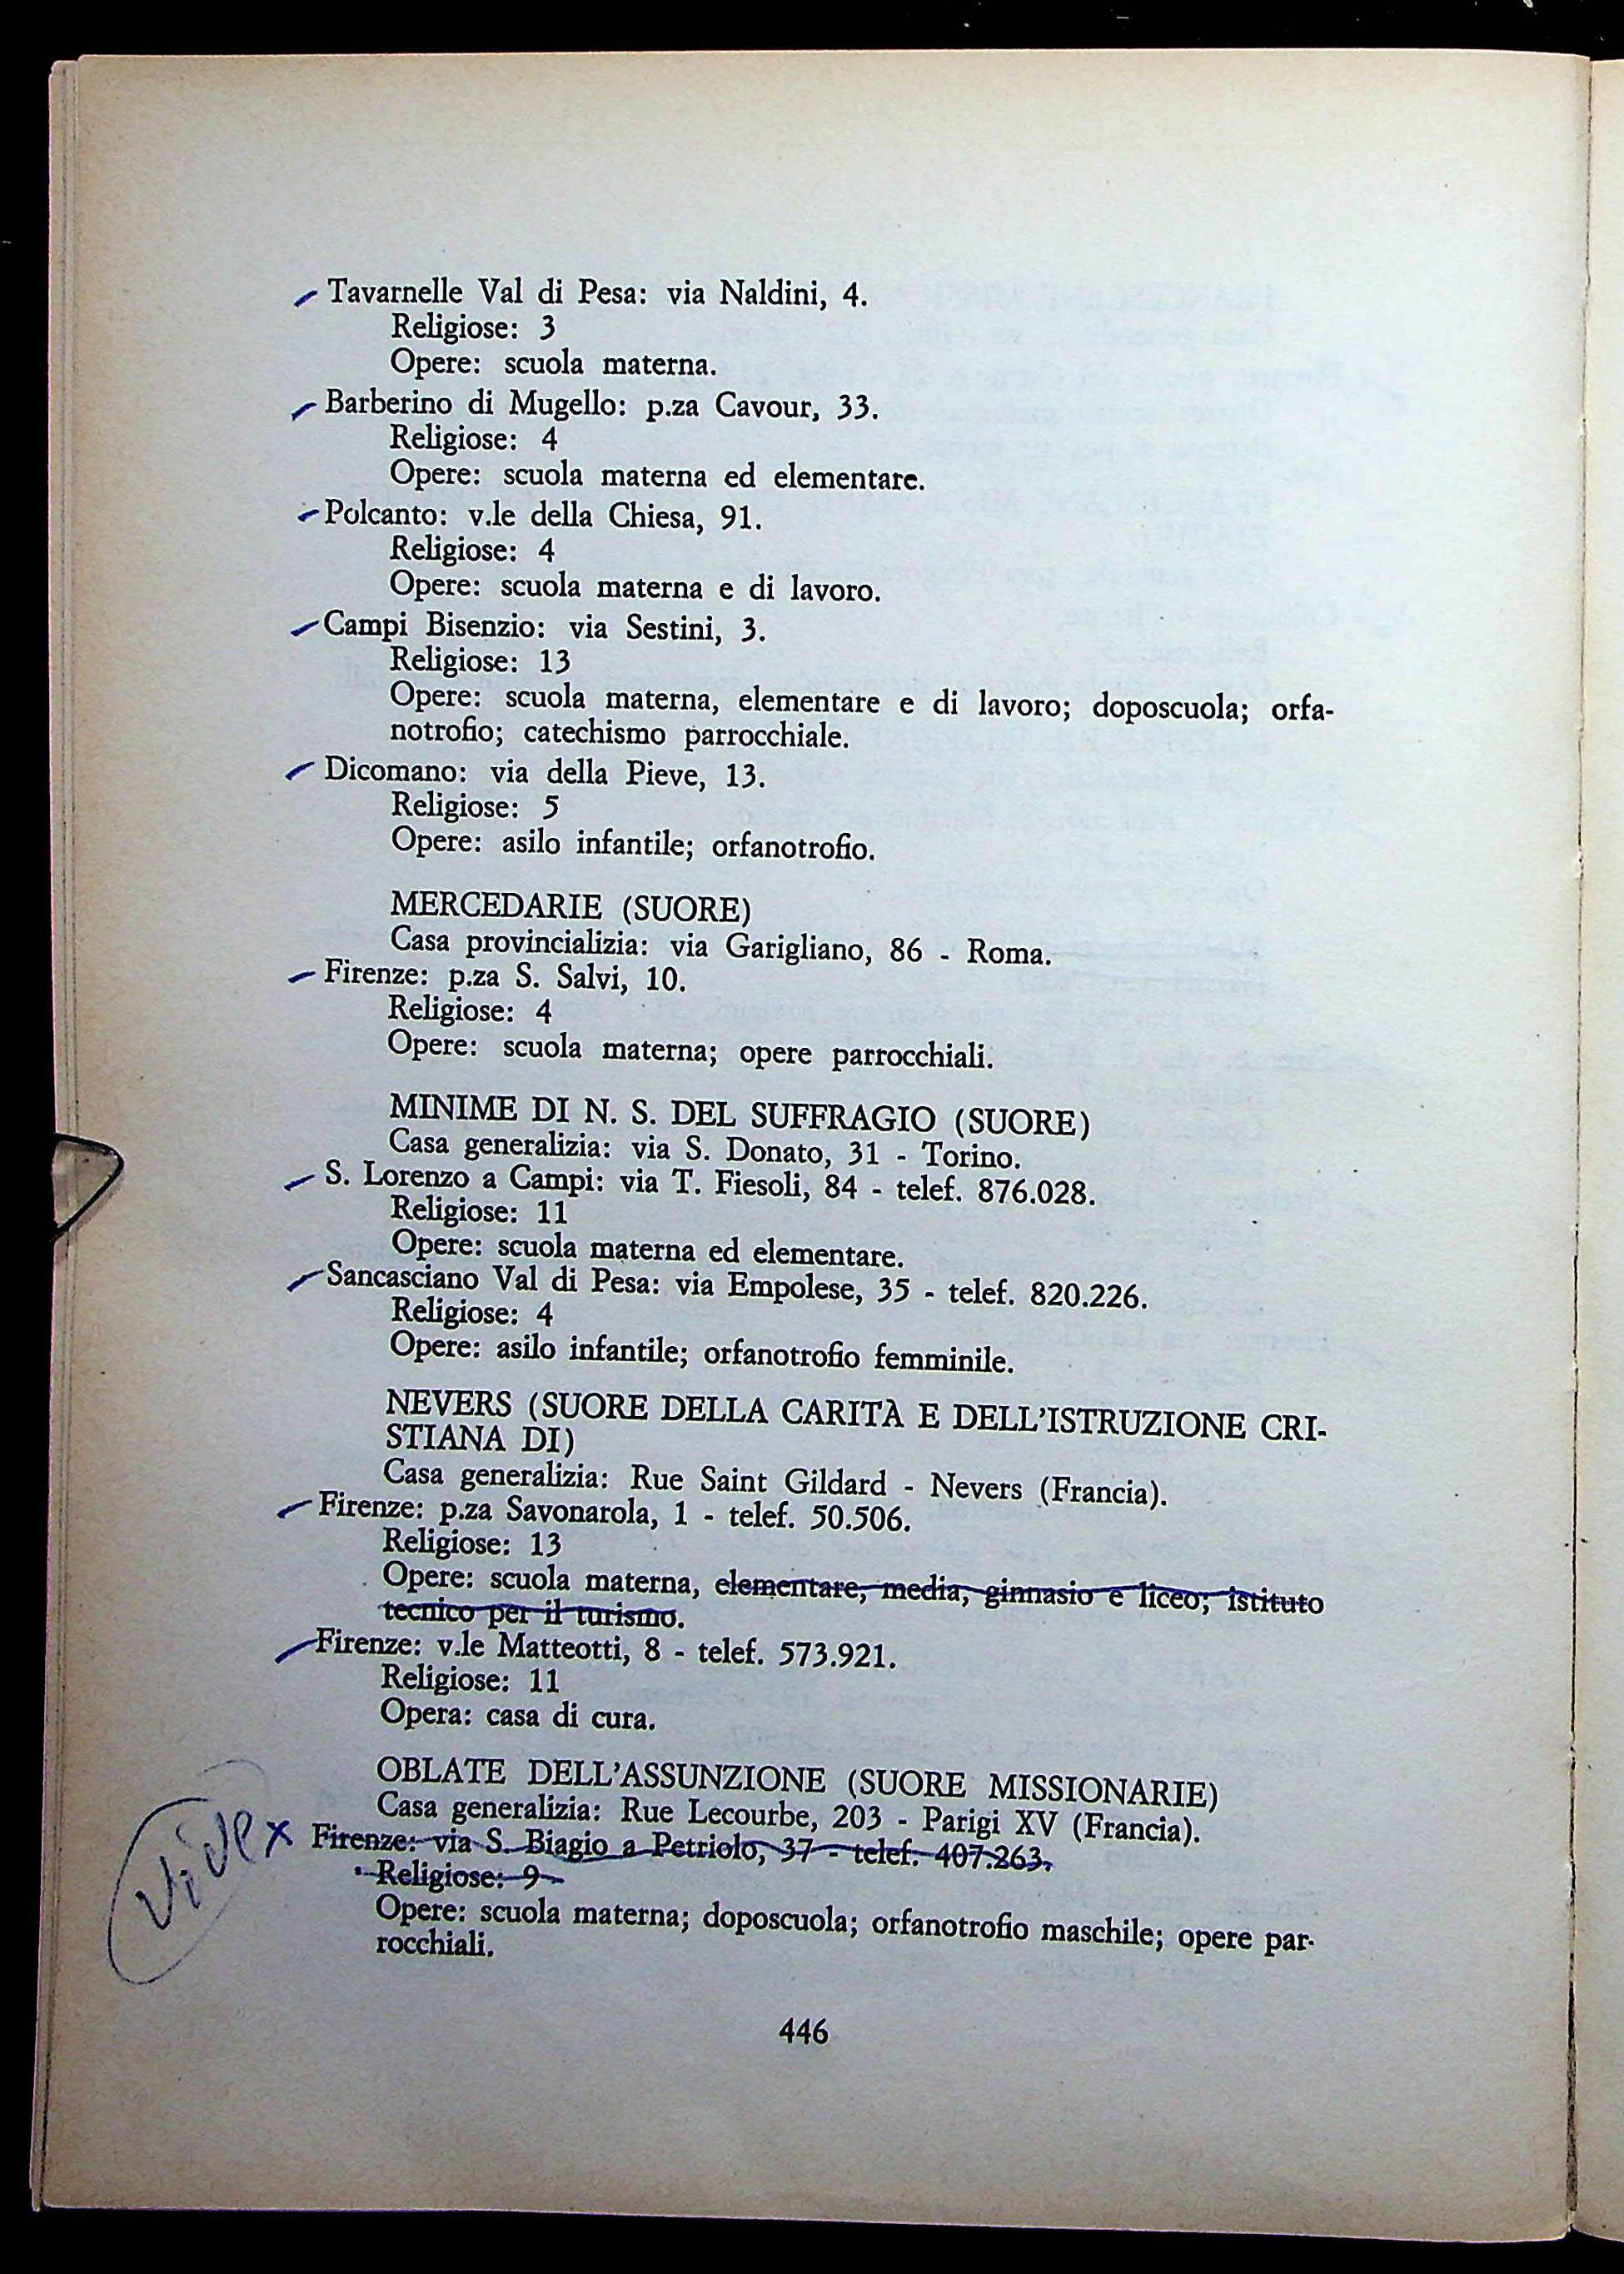 Tavarnelle Val di Pesa: via Naldini, 4.
Religiose: 3
Opere: scuola materna.
Barberino di Mugello: p.za Cavour, 33.
Religiose: 4
Opere: scuola materna ed elementare.
Polcanto: v.le della Chiesa, 91.
Religiose: 4
Opere: scuola materna e di lavoro.
Campi Bisenzio: via Sestini, 3.
Religiose: 13
Opere: scuola materna, elementare e di lavoro; doposcuola; orfa-
notrofio; catechismo parrocchiale.
Dicomano: via della Pieve, 13.
Religiose: 5
Opere: asilo infantile; orfanotrofio.
MERCEDARIE (SUORE)
Casa provincializia: via Garigliano, 86 - Roma.
Firenze: p.za S. Salvi, 10.
Religiose: 4
Opere: scuola materna; opere parrocchiali.
MINIME DI N. S. DEL SUFFRAGIO (SUORE)
Casa generalizia: via S. Donato, 31 - Torino.
S. Lorenzo a Campi: via T. Fiesoli, 84 - telef. 876.028.
Religiose: 11
Opere: scuola materna ed elementare.
Sancasciano Val di Pesa: via Empolese, 35 - telef. 820.226.
Religiose: 4
Opere: asilo infantile; orfanotrofio femminile.
NEVERS (SUORE DELLA CARITÀ E DELL'ISTRUZIONE CRI-
STIANA DI)
Casa generalizia: Rue Saint Gildard - Nevers (Francia).
Firenze: p.za Savonarola, 1 - telef. 50.506.
Religiose: 13
Opere: scuola materna, elementare, media, ginnasio e liceo; istituto
tecnico per il turismo.
Firenze: v.le Matteotti, 8 - telef. 573.921.
Religiose: 11
Opera: casa di cura.
OBLATE DELL'ASSUNZIONE (SUORE MISSIONARIE)
Casa generalizia: Rue Lecourbe, 203 - Parigi XV (Francia).
vide x Firenze: via S. Biagio a Petriolo, 37 - telef. 407.263.
Religiose: 9
Opere: scuola materna; doposcuola; orfanotrofio maschile; opere par-
rocchiali.
446